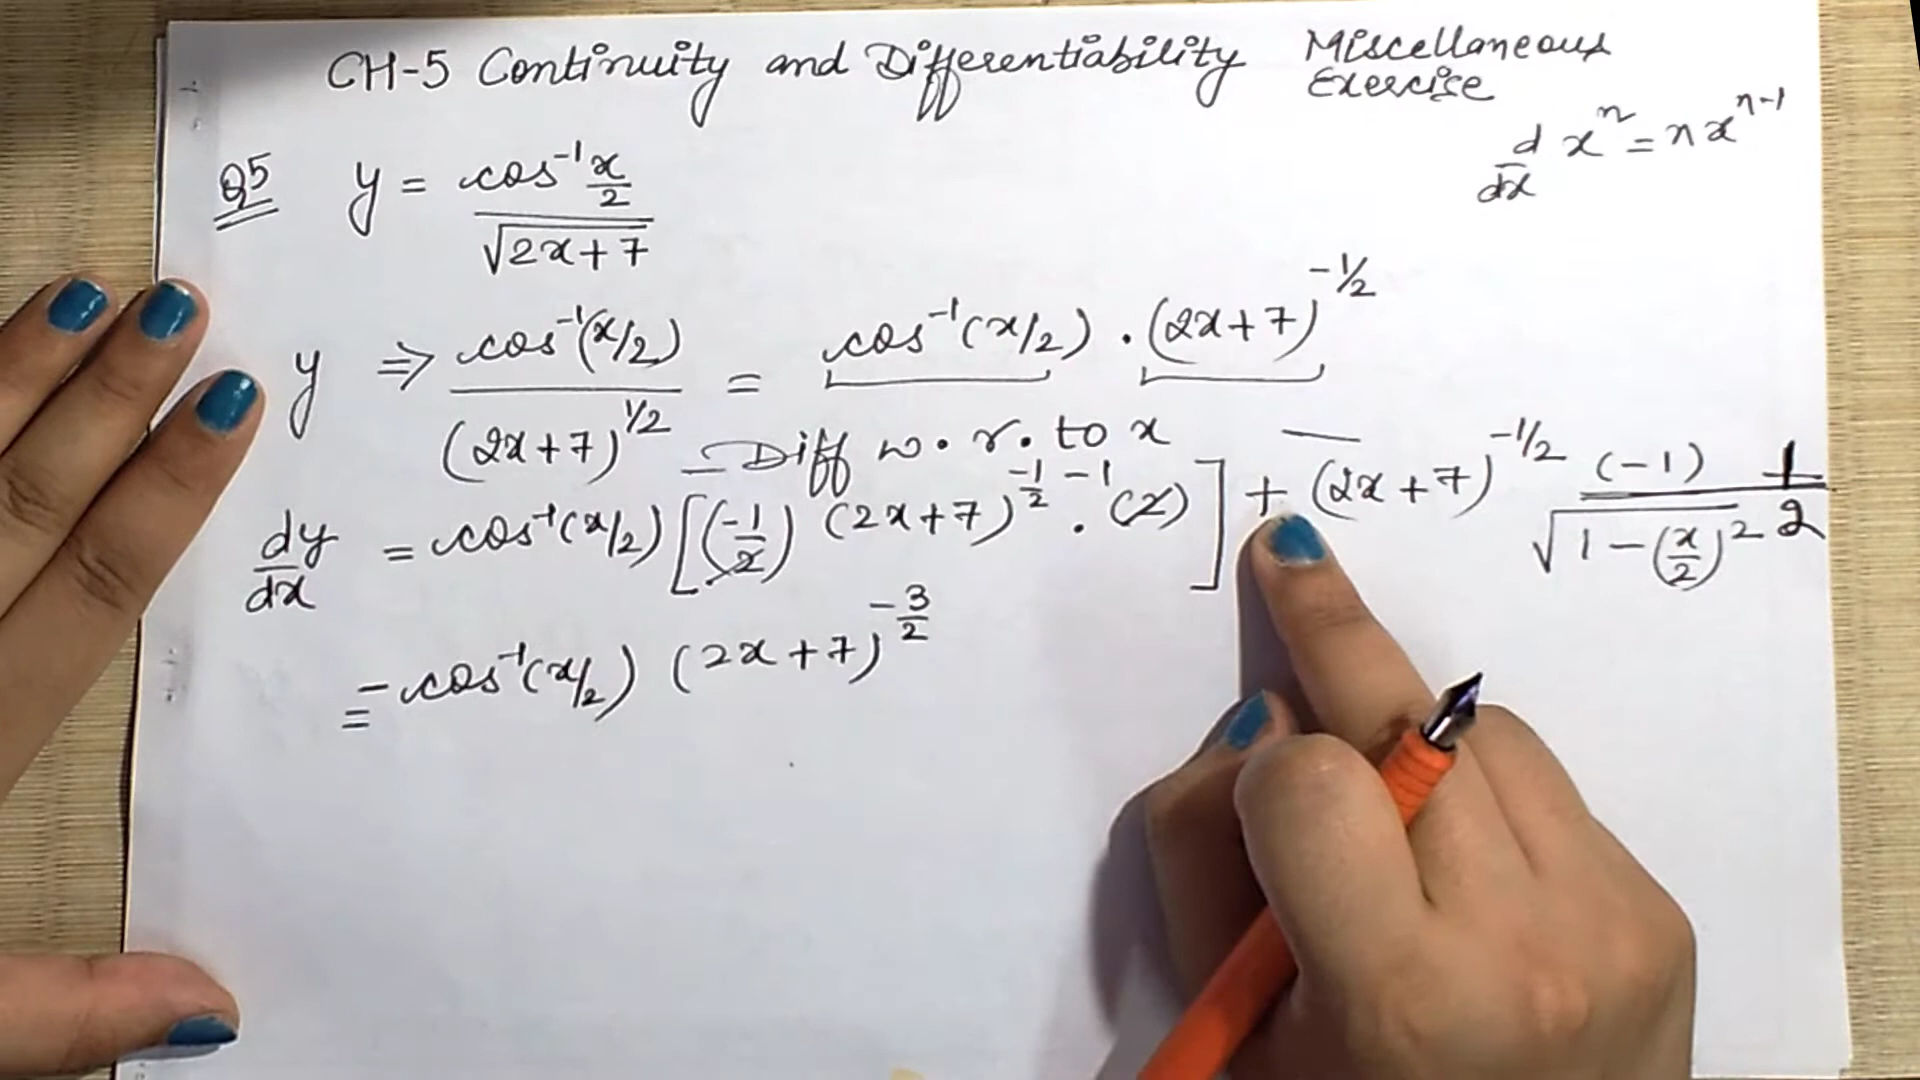 CH-5 Continuity and Differentiability Miscellaneous Exercise
d/dx x^n = n x^(n-1)
Q5 y = cos^-1 x/2 / √(2x+7)
y ⇒ cos^-1(x/2) / (2x+7)^1/2 = cos^-1(x/2) . (2x+7)^-1/2
Diff w.r. to x
dy/dx = cos^-1(x/2) [(-1/2) (2x+7)^(-1/2 -1) . (2)] + (2x+7)^-1/2 (-1)/√(1-(x/2)^2) 1/2
= -cos^-1(x/2) (2x+7)^-3/2